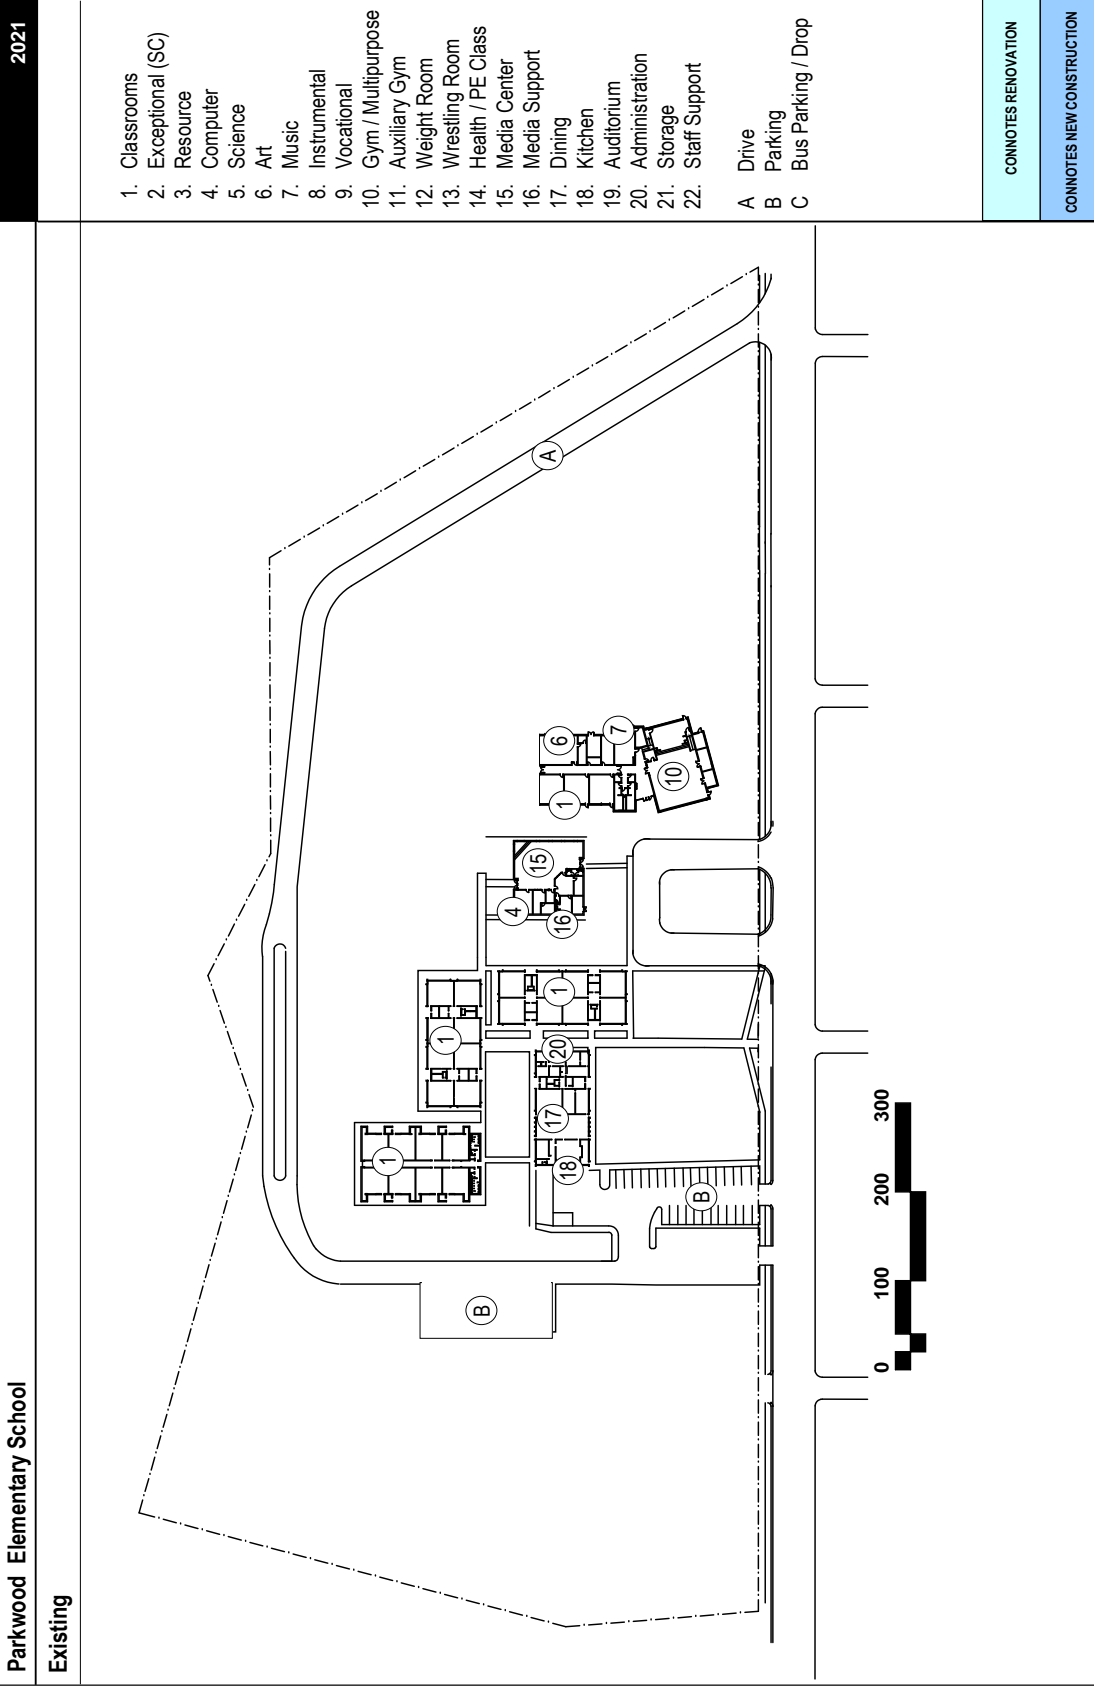 Parkwood  Elementary School
2021
Existing
1. Classrooms
2. Exceptional (SC)
3. Resource
4. Computer
5. Science
6. Art
7. Music
8. Instrumental
9. Vocational
10. Gym / Multipurpose
11. Auxiliary Gym
12. Weight Room
13. Wrestling Room
14. Health / PE Class
15. Media Center
16. Media Support
17. Dining
18. Kitchen
19. Auditorium
20. Administration
21. Storage
22. Staff Support
A Drive
B Parking
C Bus Parking / Drop
CONNOTES RENOVATION
CONNOTES NEW CONSTRUCTION
A
6
7
1
10
15
4
16
1
1
20
17
1
18
B
B
0 100 200 300